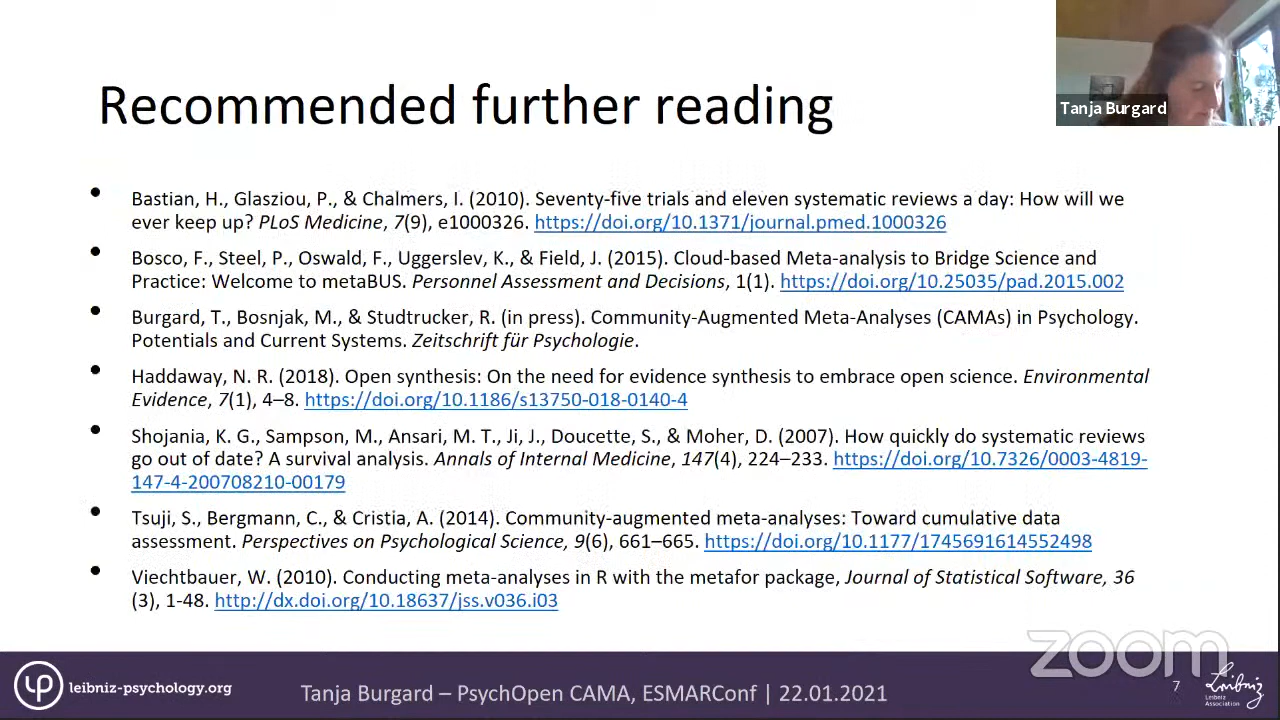 Recommended further reading
Tanja Burgard
• Bastian, H., Glasziou, P., & Chalmers, I. (2010). Seventy-five trials and eleven systematic reviews a day: How will we
ever keep up? PLoS Medicine, 7(9), e1000326. https://doi.org/10.1371/journal.pmed.1000326
• Bosco, F., Steel, P., Oswald, F., Uggerslev, K., & Field, J. (2015). Cloud-based Meta-analysis to Bridge Science and
Practice: Welcome to metaBUS. Personnel Assessment and Decisions, 1(1). https://doi.org/10.25035/pad.2015.002
• Burgard, T., Bosnjak, M., & Studtrucker, R. (in press). Community-Augmented Meta-Analyses (CAMAs) in Psychology.
Potentials and Current Systems. Zeitschrift für Psychologie.
• Haddaway, N. R. (2018). Open synthesis: On the need for evidence synthesis to embrace open science. Environmental
Evidence, 7(1), 4–8. https://doi.org/10.1186/s13750-018-0140-4
• Shojania, K. G., Sampson, M., Ansari, M. T., Ji, J., Doucette, S., & Moher, D. (2007). How quickly do systematic reviews
go out of date? A survival analysis. Annals of Internal Medicine, 147(4), 224–233. https://doi.org/10.7326/0003-4819-
147-4-200708210-00179
• Tsuji, S., Bergmann, C., & Cristia, A. (2014). Community-augmented meta-analyses: Toward cumulative data
assessment. Perspectives on Psychological Science, 9(6), 661–665. https://doi.org/10.1177/1745691614552498
• Viechtbauer, W. (2010). Conducting meta-analyses in R with the metafor package, Journal of Statistical Software, 36
(3), 1-48. http://dx.doi.org/10.18637/jss.v036.i03
zoom
leibniz-psychology.org
Tanja Burgard – PsychOpen CAMA, ESMARConf | 22.01.2021
7
Leibniz
Leibniz
Association